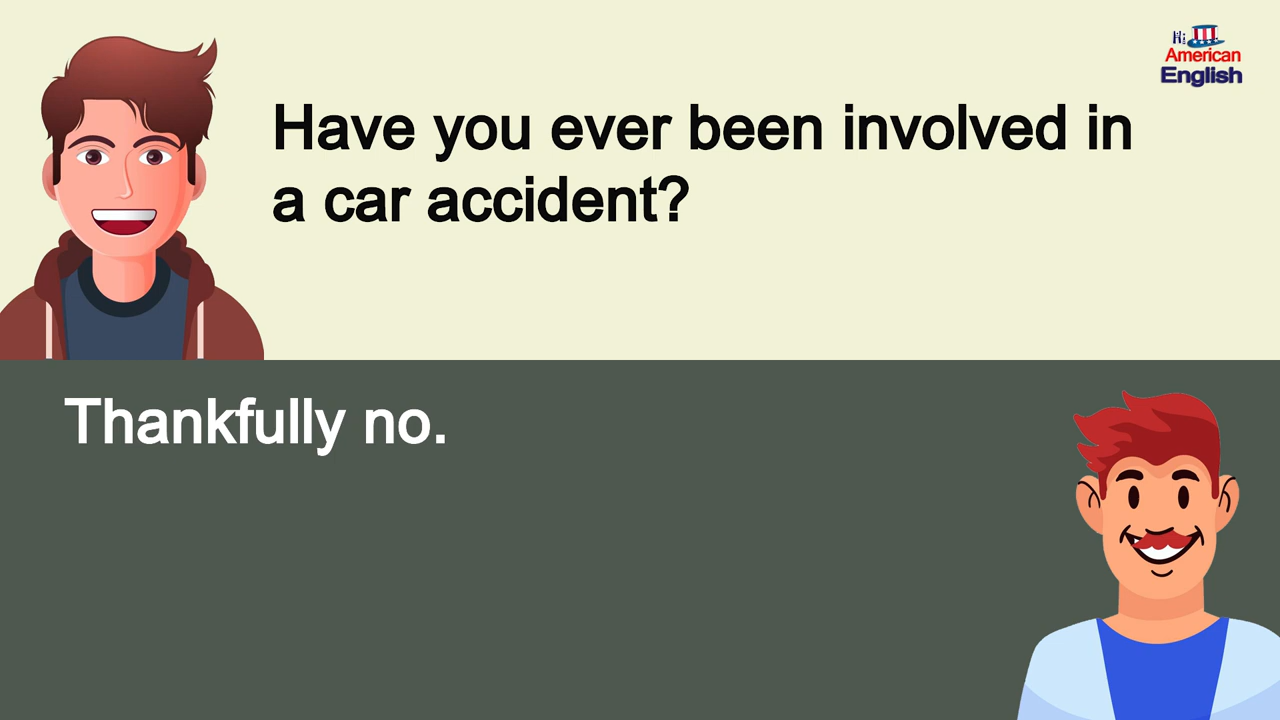 Hi
American
English
Have you ever been involved in
a car accident?
Thankfully no.